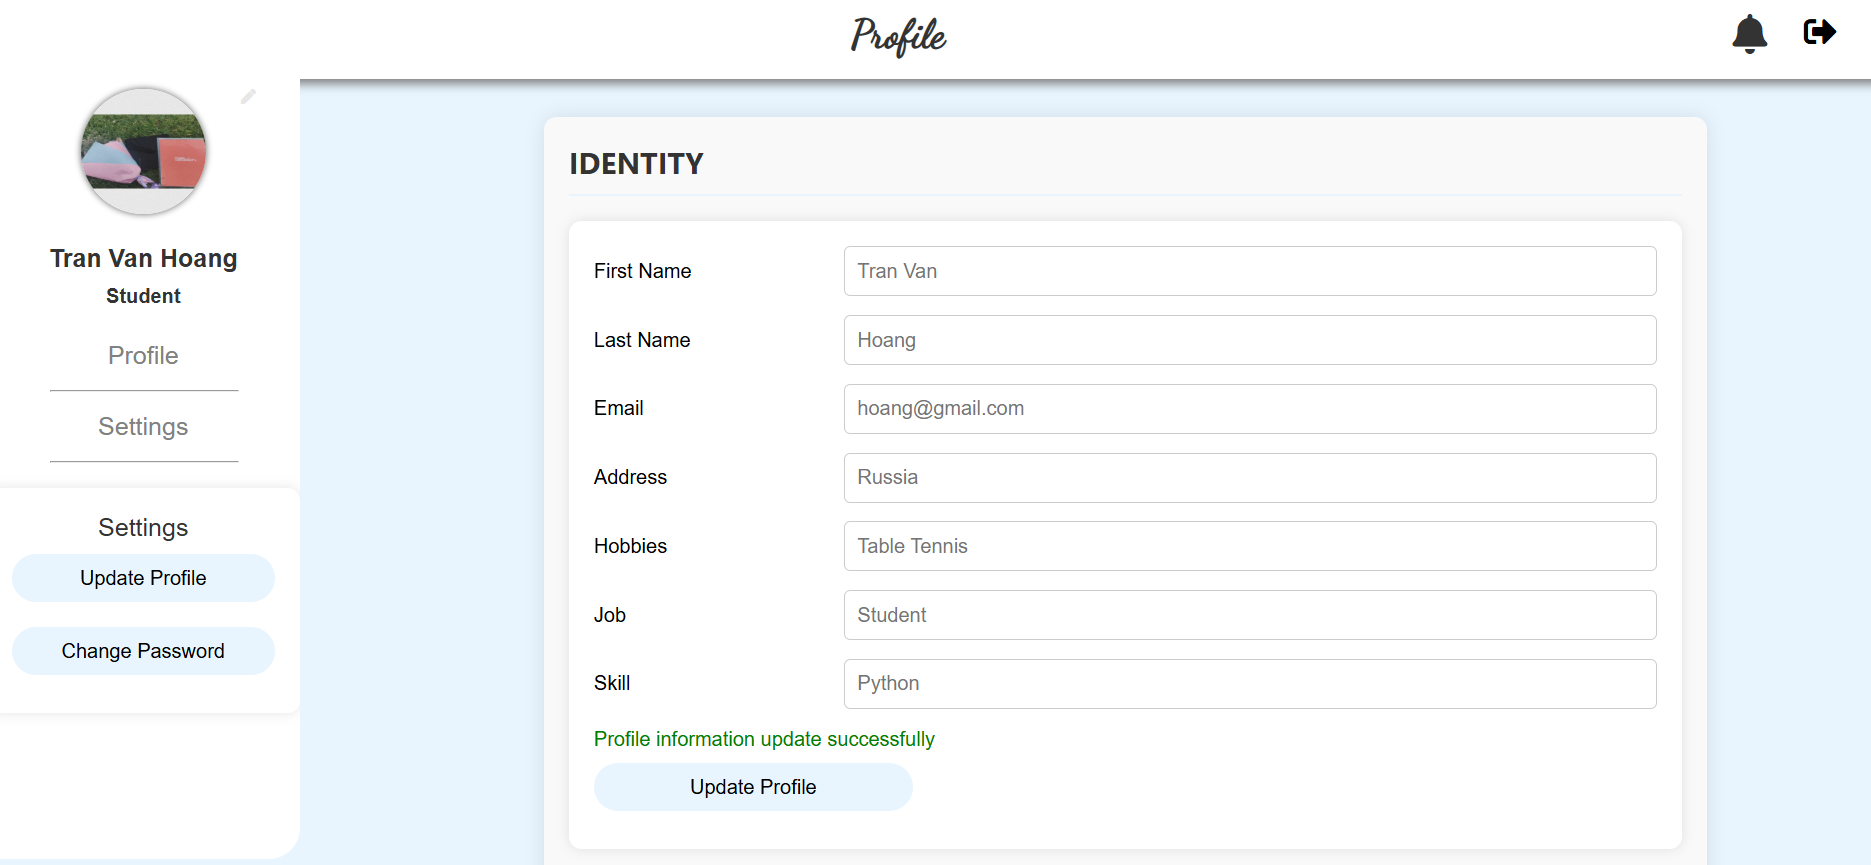 Profile
Tran Van Hoang
Student
Profile
Settings
Settings
Update Profile
Change Password
IDENTITY
First Name Tran Van
Last Name Hoang
Email hoang@gmail.com
Address Russia
Hobbies Table Tennis
Job Student
Skill Python
Profile information update successfully
Update Profile